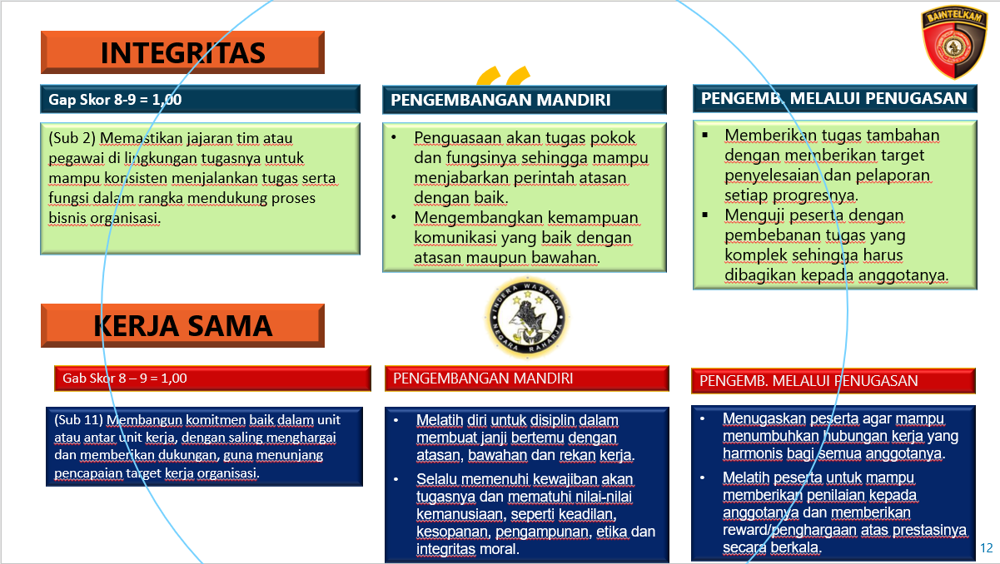 BAINTELKAM
INTEGRITAS
Gap Skor 8-9 = 1,00
(Sub 2) Memastikan jajaran tim atau
pegawai di lingkungan tugasnya untuk
mampu konsisten menjalankan tugas serta
fungsi dalam rangka mendukung proses
bisnis organisasi.
“
PENGEMBANGAN MANDIRI
• Penguasaan akan tugas pokok
dan fungsinya sehingga mampu
menjabarkan perintah atasan
dengan baik.
• Mengembangkan kemampuan
komunikasi yang baik dengan
atasan maupun bawahan.
PENGEMB. MELALUI PENUGASAN
▪ Memberikan tugas tambahan
dengan memberikan target
penyelesaian dan pelaporan
setiap progresnya.
▪ Menguji peserta dengan
pembebanan tugas yang
komplek sehingga harus
dibagikan kepada anggotanya.
INDERA WASPADA
NEGARA RAHARJA
KERJA SAMA
Gab Skor 8 – 9 = 1,00
(Sub 11) Membangun komitmen baik dalam unit
atau antar unit kerja, dengan saling menghargai
dan memberikan dukungan, guna menunjang
pencapaian target kerja organisasi.
PENGEMBANGAN MANDIRI
• Melatih diri untuk disiplin dalam
membuat janji bertemu dengan
atasan, bawahan dan rekan kerja.
• Selalu memenuhi kewajiban akan
tugasnya dan mematuhi nilai-nilai
kemanusiaan, seperti keadilan,
kesopanan, pengampunan, etika dan
integritas moral.
PENGEMB. MELALUI PENUGASAN
• Menugaskan peserta agar mampu
menumbuhkan hubungan kerja yang
harmonis bagi semua anggotanya.
• Melatih peserta untuk mampu
memberikan penilaian kepada
anggotanya dan memberikan
reward/penghargaan atas prestasinya
secara berkala.
12